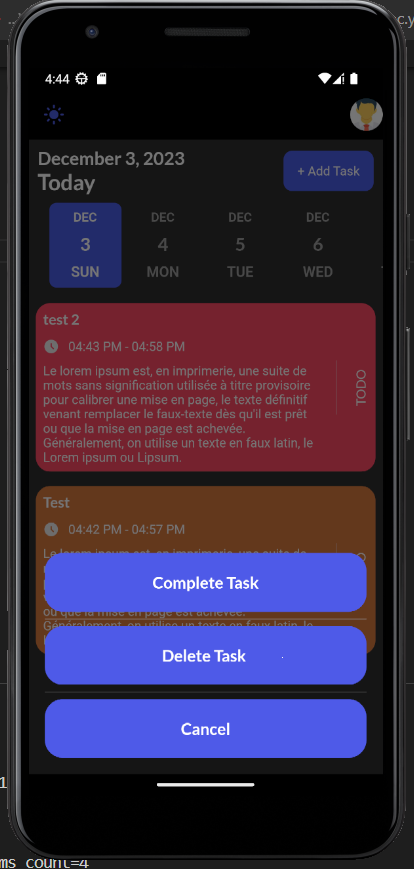 c.y
4:44
December 3, 2023
Today
+ Add Task
DEC
3
SUN
DEC
4
MON
DEC
5
TUE
DEC
6
WED
test 2
04:43 PM - 04:58 PM
Le lorem ipsum est, en imprimerie, une suite de
mots sans signification utilisée à titre provisoire
pour calibrer une mise en page, le texte définitif
venant remplacer le faux-texte dès qu'il est prêt
ou que la mise en page est achevée.
Généralement, on utilise un texte en faux latin, le
Lorem ipsum ou Lipsum.
TODO
Test
04:42 PM - 04:57 PM
Le lorem ipsum est, en imprimerie, une suite de
ou que la mise en page est achevée.
Généralement, on utilise un texte en faux latin, le
Complete Task
Delete Task
Cancel
1
ms count=4